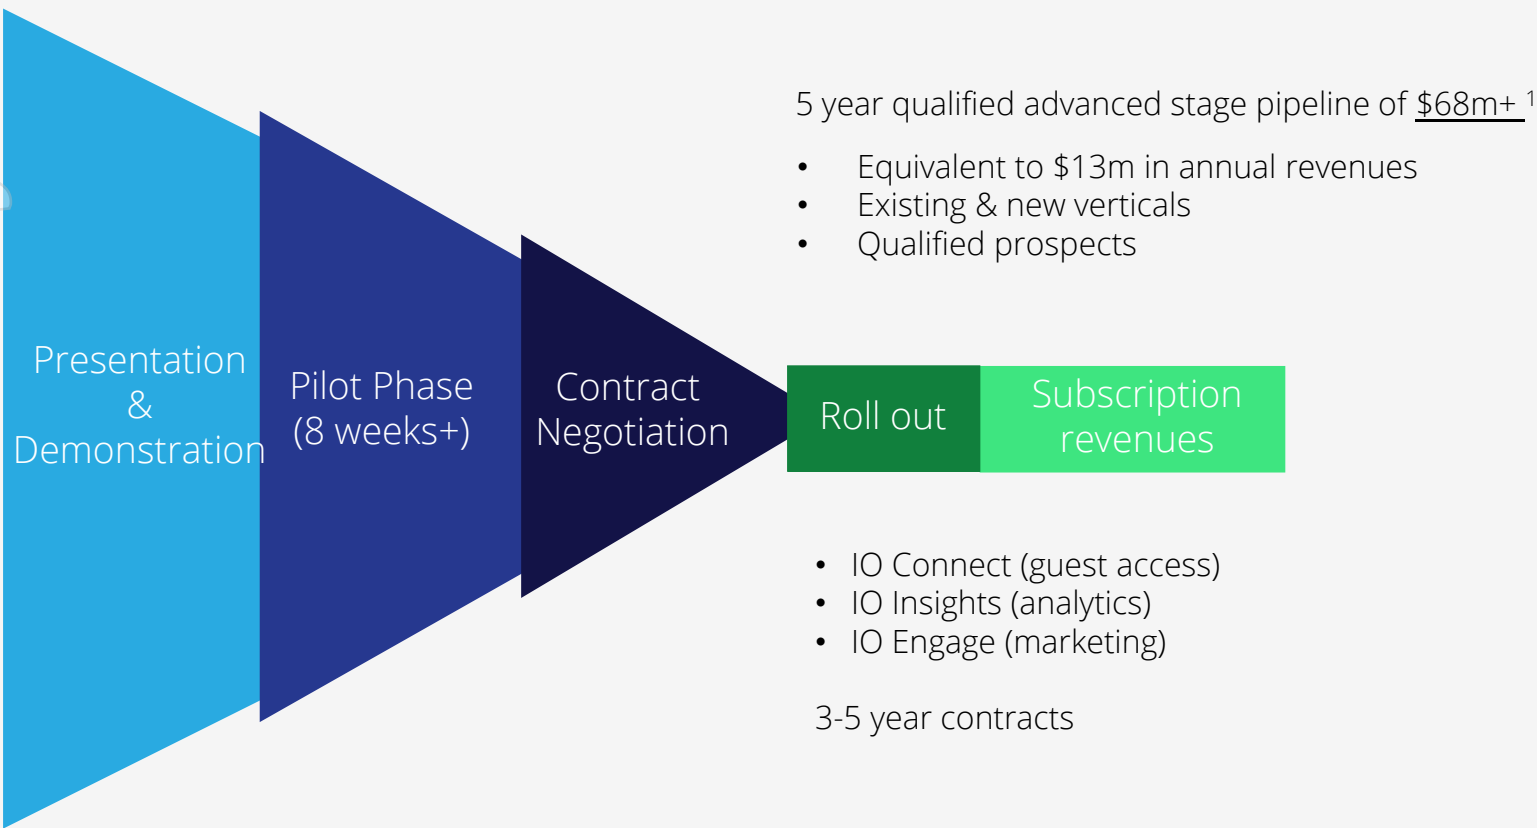 5 year qualified advanced stage pipeline of $68m+ 1
• Equivalent to $13m in annual revenues
• Existing & new verticals
• Qualified prospects
Presentation
&
Demonstration
Pilot Phase
(8 weeks+)
Contract
Negotiation
Roll out
Subscription
revenues
• IO Connect (guest access)
• IO Insights (analytics)
• IO Engage (marketing)
3-5 year contracts